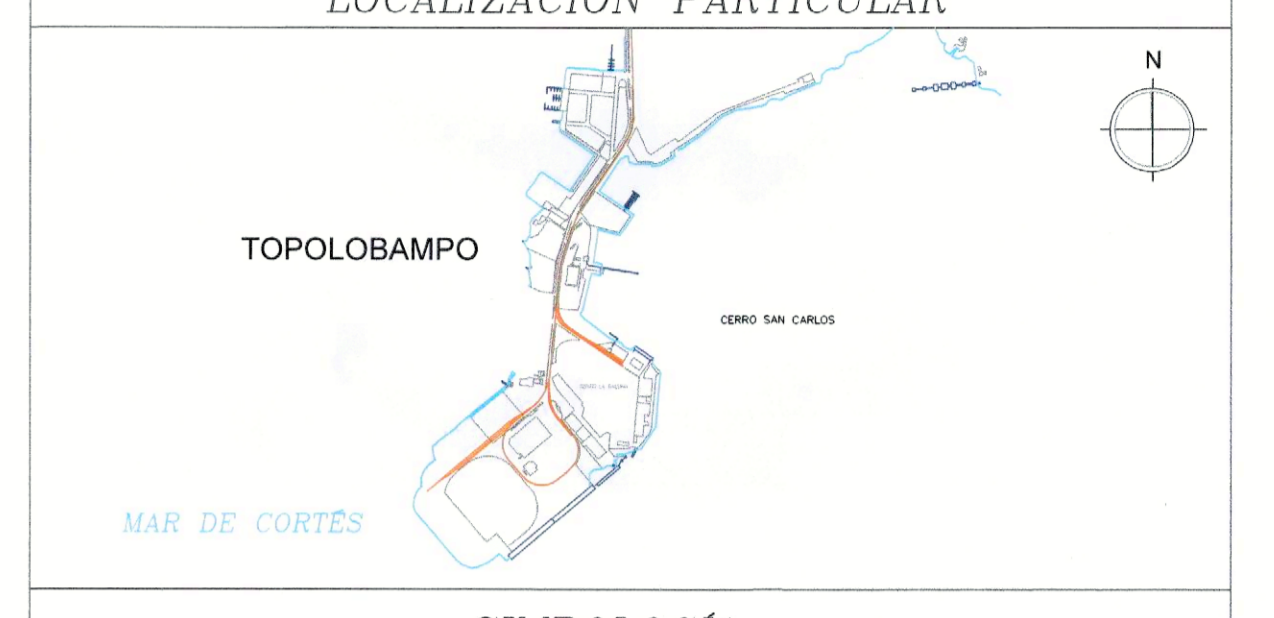 LOCALIZACIÓN PARTICULAR
N
TOPOLOBAMPO
CERRO SAN CARLOS
MAR DE CORTÉS